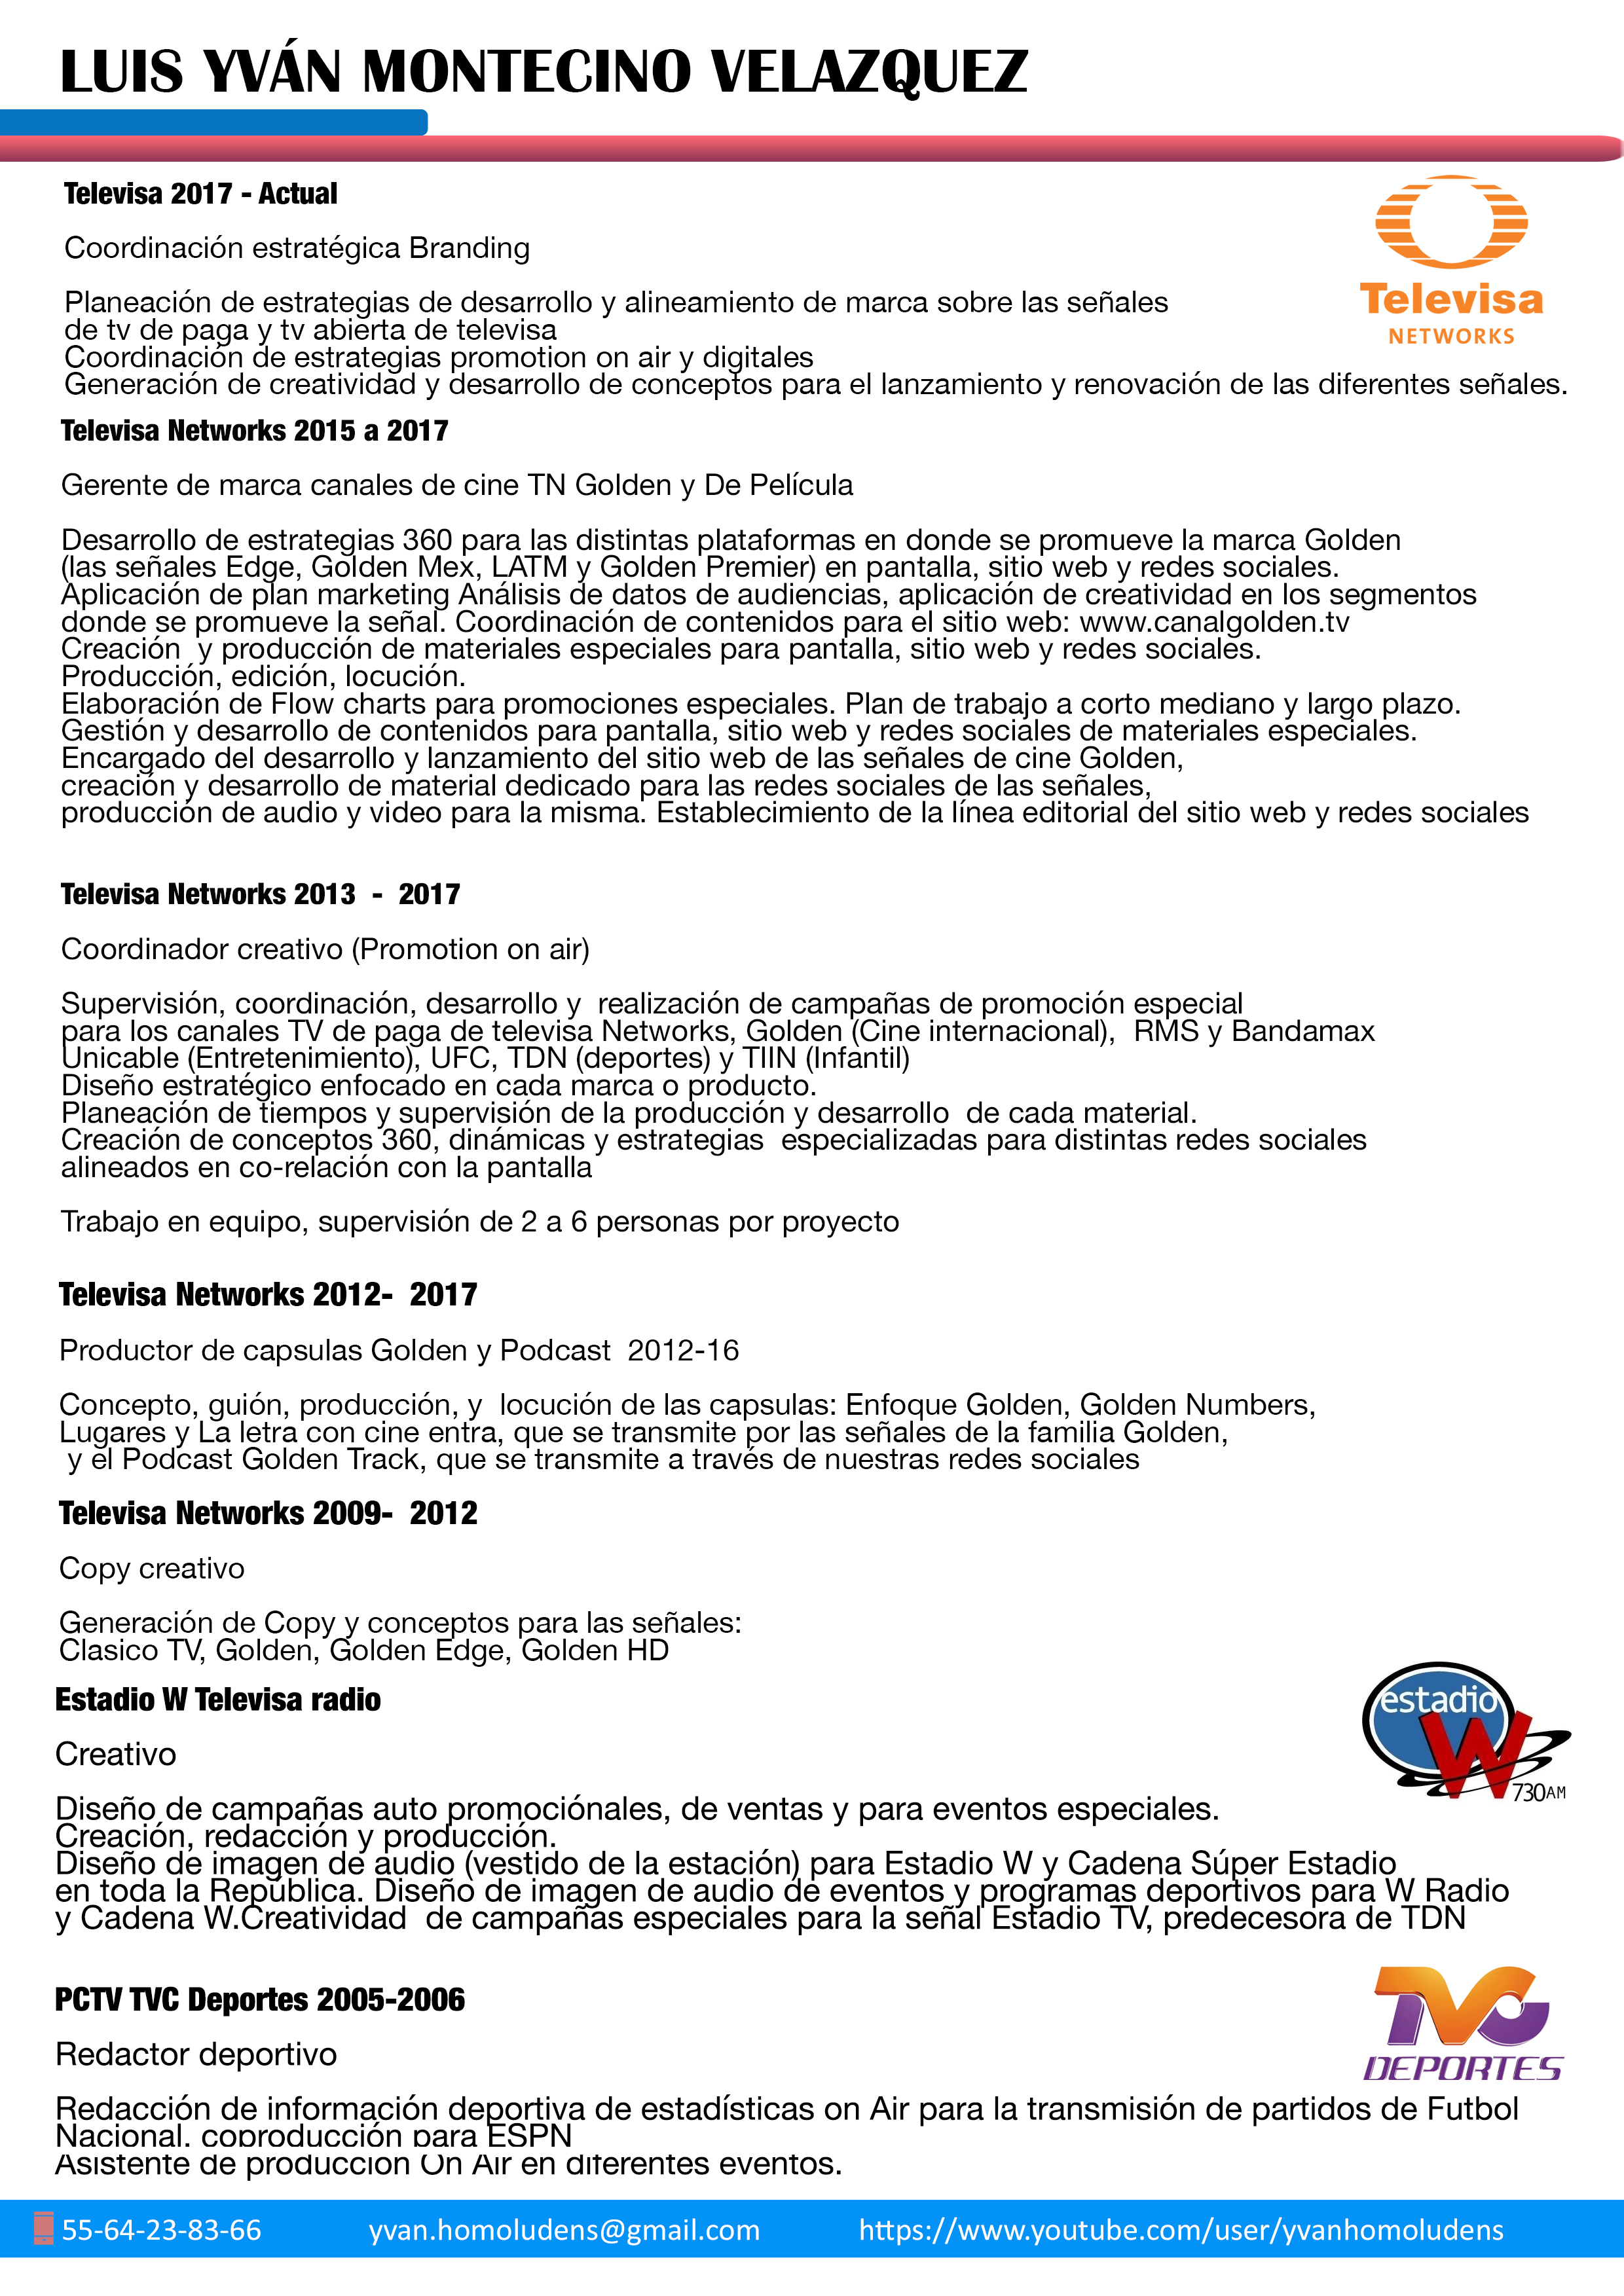 LUIS YVÁN MONTECINO VELAZQUEZ
Televisa 2017 - Actual
Coordinación estratégica Branding
Planeación de estrategias de desarrollo y alineamiento de marca sobre las señales
de tv de paga y tv abierta de televisa
Coordinación de estrategias promotion on air y digitales
Generación de creatividad y desarrollo de conceptos para el lanzamiento y renovación de las diferentes señales.
Televisa
NETWORKS
Televisa Networks 2015 a 2017
Gerente de marca canales de cine TN Golden y De Película
Desarrollo de estrategias 360 para las distintas plataformas en donde se promueve la marca Golden
(las señales Edge, Golden Mex, LATM y Golden Premier) en pantalla, sitio web y redes sociales.
Aplicación de plan marketing Análisis de datos de audiencias, aplicación de creatividad en los segmentos
donde se promueve la señal. Coordinación de contenidos para el sitio web: www.canalgolden.tv
Creación  y producción de materiales especiales para pantalla, sitio web y redes sociales.
Producción, edición, locución.
Elaboración de Flow charts para promociones especiales. Plan de trabajo a corto mediano y largo plazo.
Gestión y desarrollo de contenidos para pantalla, sitio web y redes sociales de materiales especiales.
Encargado del desarrollo y lanzamiento del sitio web de las señales de cine Golden,
creación y desarrollo de material dedicado para las redes sociales de las señales,
producción de audio y video para la misma. Establecimiento de la línea editorial del sitio web y redes sociales
Televisa Networks 2013  -  2017
Coordinador creativo (Promotion on air)
Supervisión, coordinación, desarrollo y  realización de campañas de promoción especial
para los canales TV de paga de televisa Networks, Golden (Cine internacional),  RMS y Bandamax
Unicable (Entretenimiento), UFC, TDN (deportes) y TIIN (Infantil)
Diseño estratégico enfocado en cada marca o producto.
Planeación de tiempos y supervisión de la producción y desarrollo  de cada material.
Creación de conceptos 360, dinámicas y estrategias  especializadas para distintas redes sociales
alineados en co-relación con la pantalla
Trabajo en equipo, supervisión de 2 a 6 personas por proyecto
Televisa Networks 2012-  2017
Productor de capsulas Golden y Podcast  2012-16
Concepto, guión, producción, y  locución de las capsulas: Enfoque Golden, Golden Numbers,
Lugares y La letra con cine entra, que se transmite por las señales de la familia Golden,
y el Podcast Golden Track, que se transmite a través de nuestras redes sociales
Televisa Networks 2009-  2012
Copy creativo
Generación de Copy y conceptos para las señales:
Clasico TV, Golden, Golden Edge, Golden HD
Estadio W Televisa radio
Creativo
Diseño de campañas auto promociónales, de ventas y para eventos especiales.
Creación, redacción y producción.
Diseño de imagen de audio (vestido de la estación) para Estadio W y Cadena Súper Estadio
en toda la República. Diseño de imagen de audio de eventos y programas deportivos para W Radio
y Cadena W.Creatividad  de campañas especiales para la señal Estadio TV, predecesora de TDN
estadio
W
730AM
PCTV TVC Deportes 2005-2006
Redactor deportivo
Redacción de información deportiva de estadísticas on Air para la transmisión de partidos de Futbol
Nacional. coproducción para ESPN
Asistente de producción On Air en diferentes eventos.
TVC
DEPORTES
55-64-23-83-66
yvan.homoludens@gmail.com
https://www.youtube.com/user/yvanhomoludens